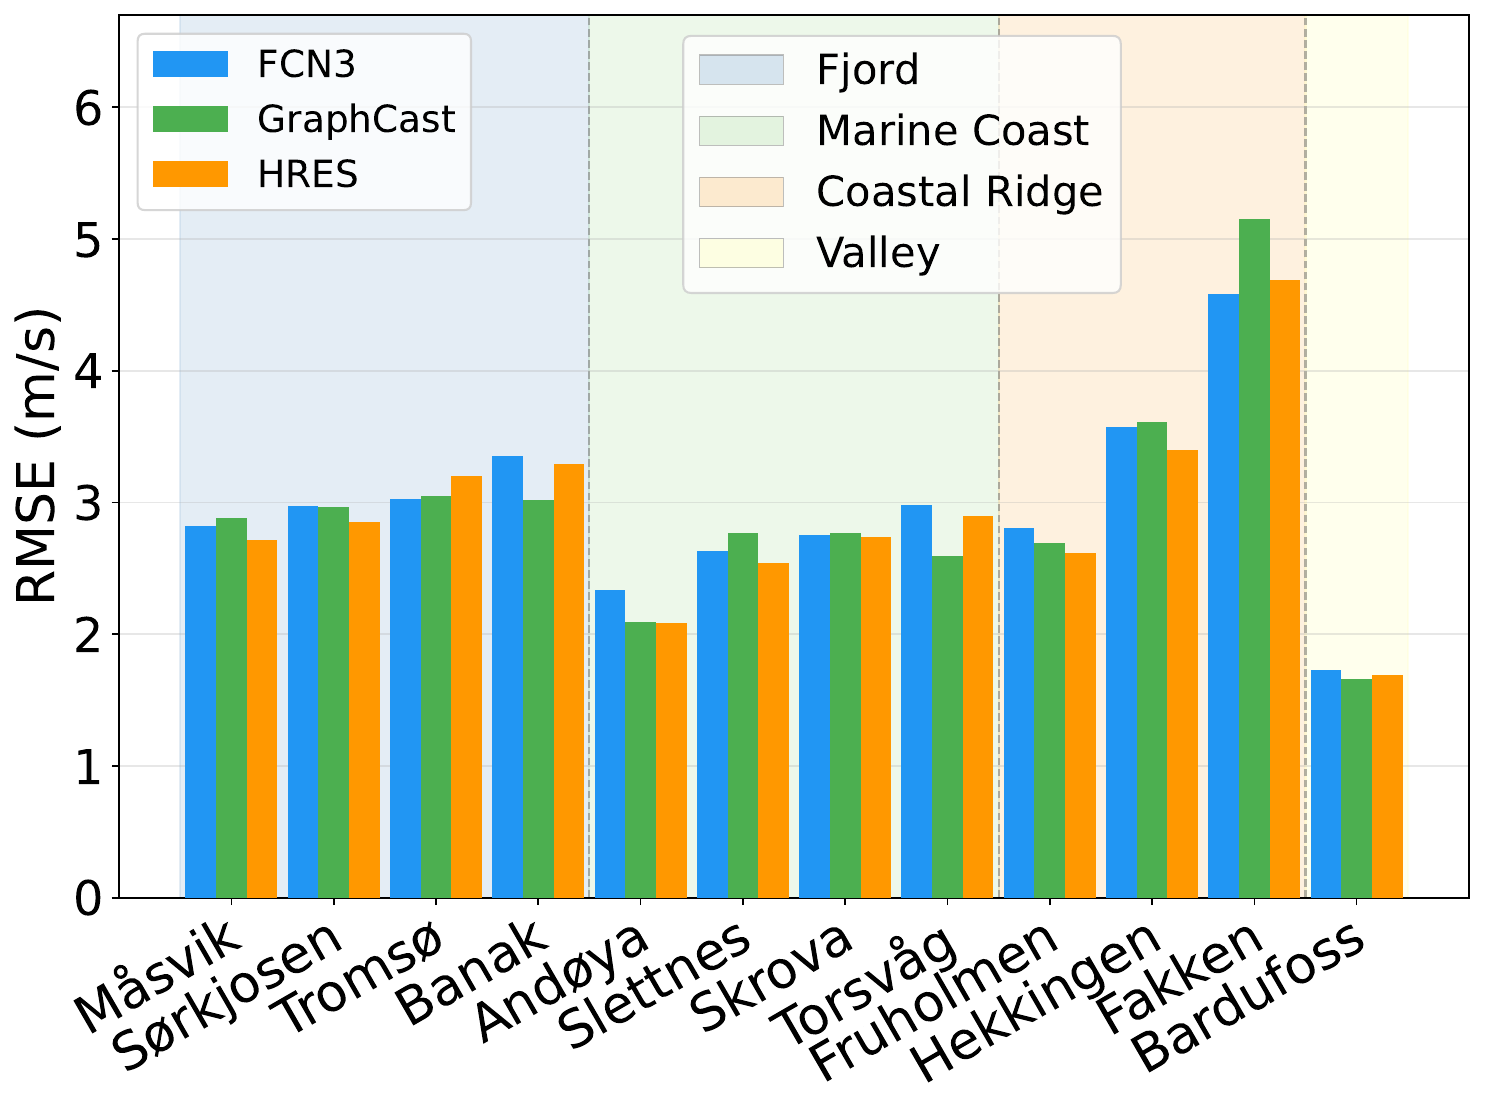 FCN3
GraphCast
HRES
Fjord
Marine Coast
Coastal Ridge
Valley
RMSE (m/s)
6
5
4
3
2
1
0
Måsvik
Sørkjosen
Tromsø
Banak
Andøya
Slettnes
Skrova
Torsvåg
Fruholmen
Hekkingen
Fakken
Bardufoss